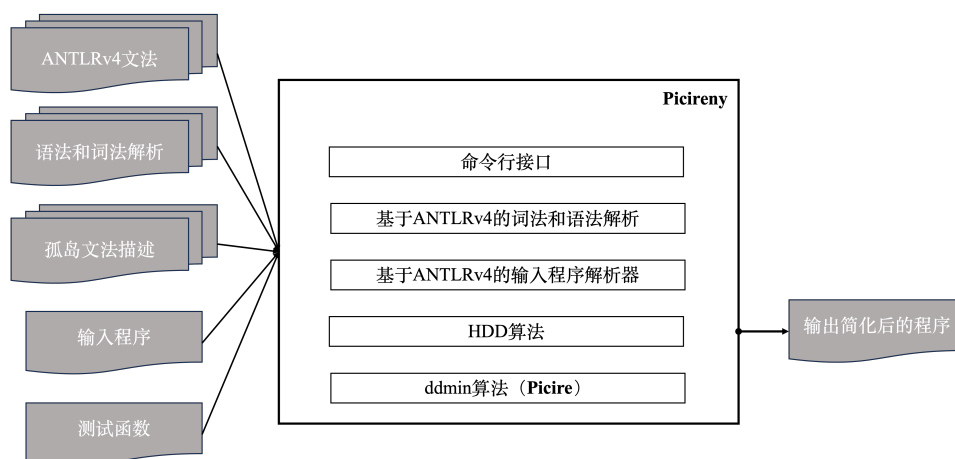 ANTLRv4文法
语法和词法解析
孤岛文法描述
输入程序
测试函数
Picireny
命令行接口
基于ANTLRv4的词法和语法解析
基于ANTLRv4的输入程序解析器
HDD算法
ddmin算法（Picire）
输出简化后的程序